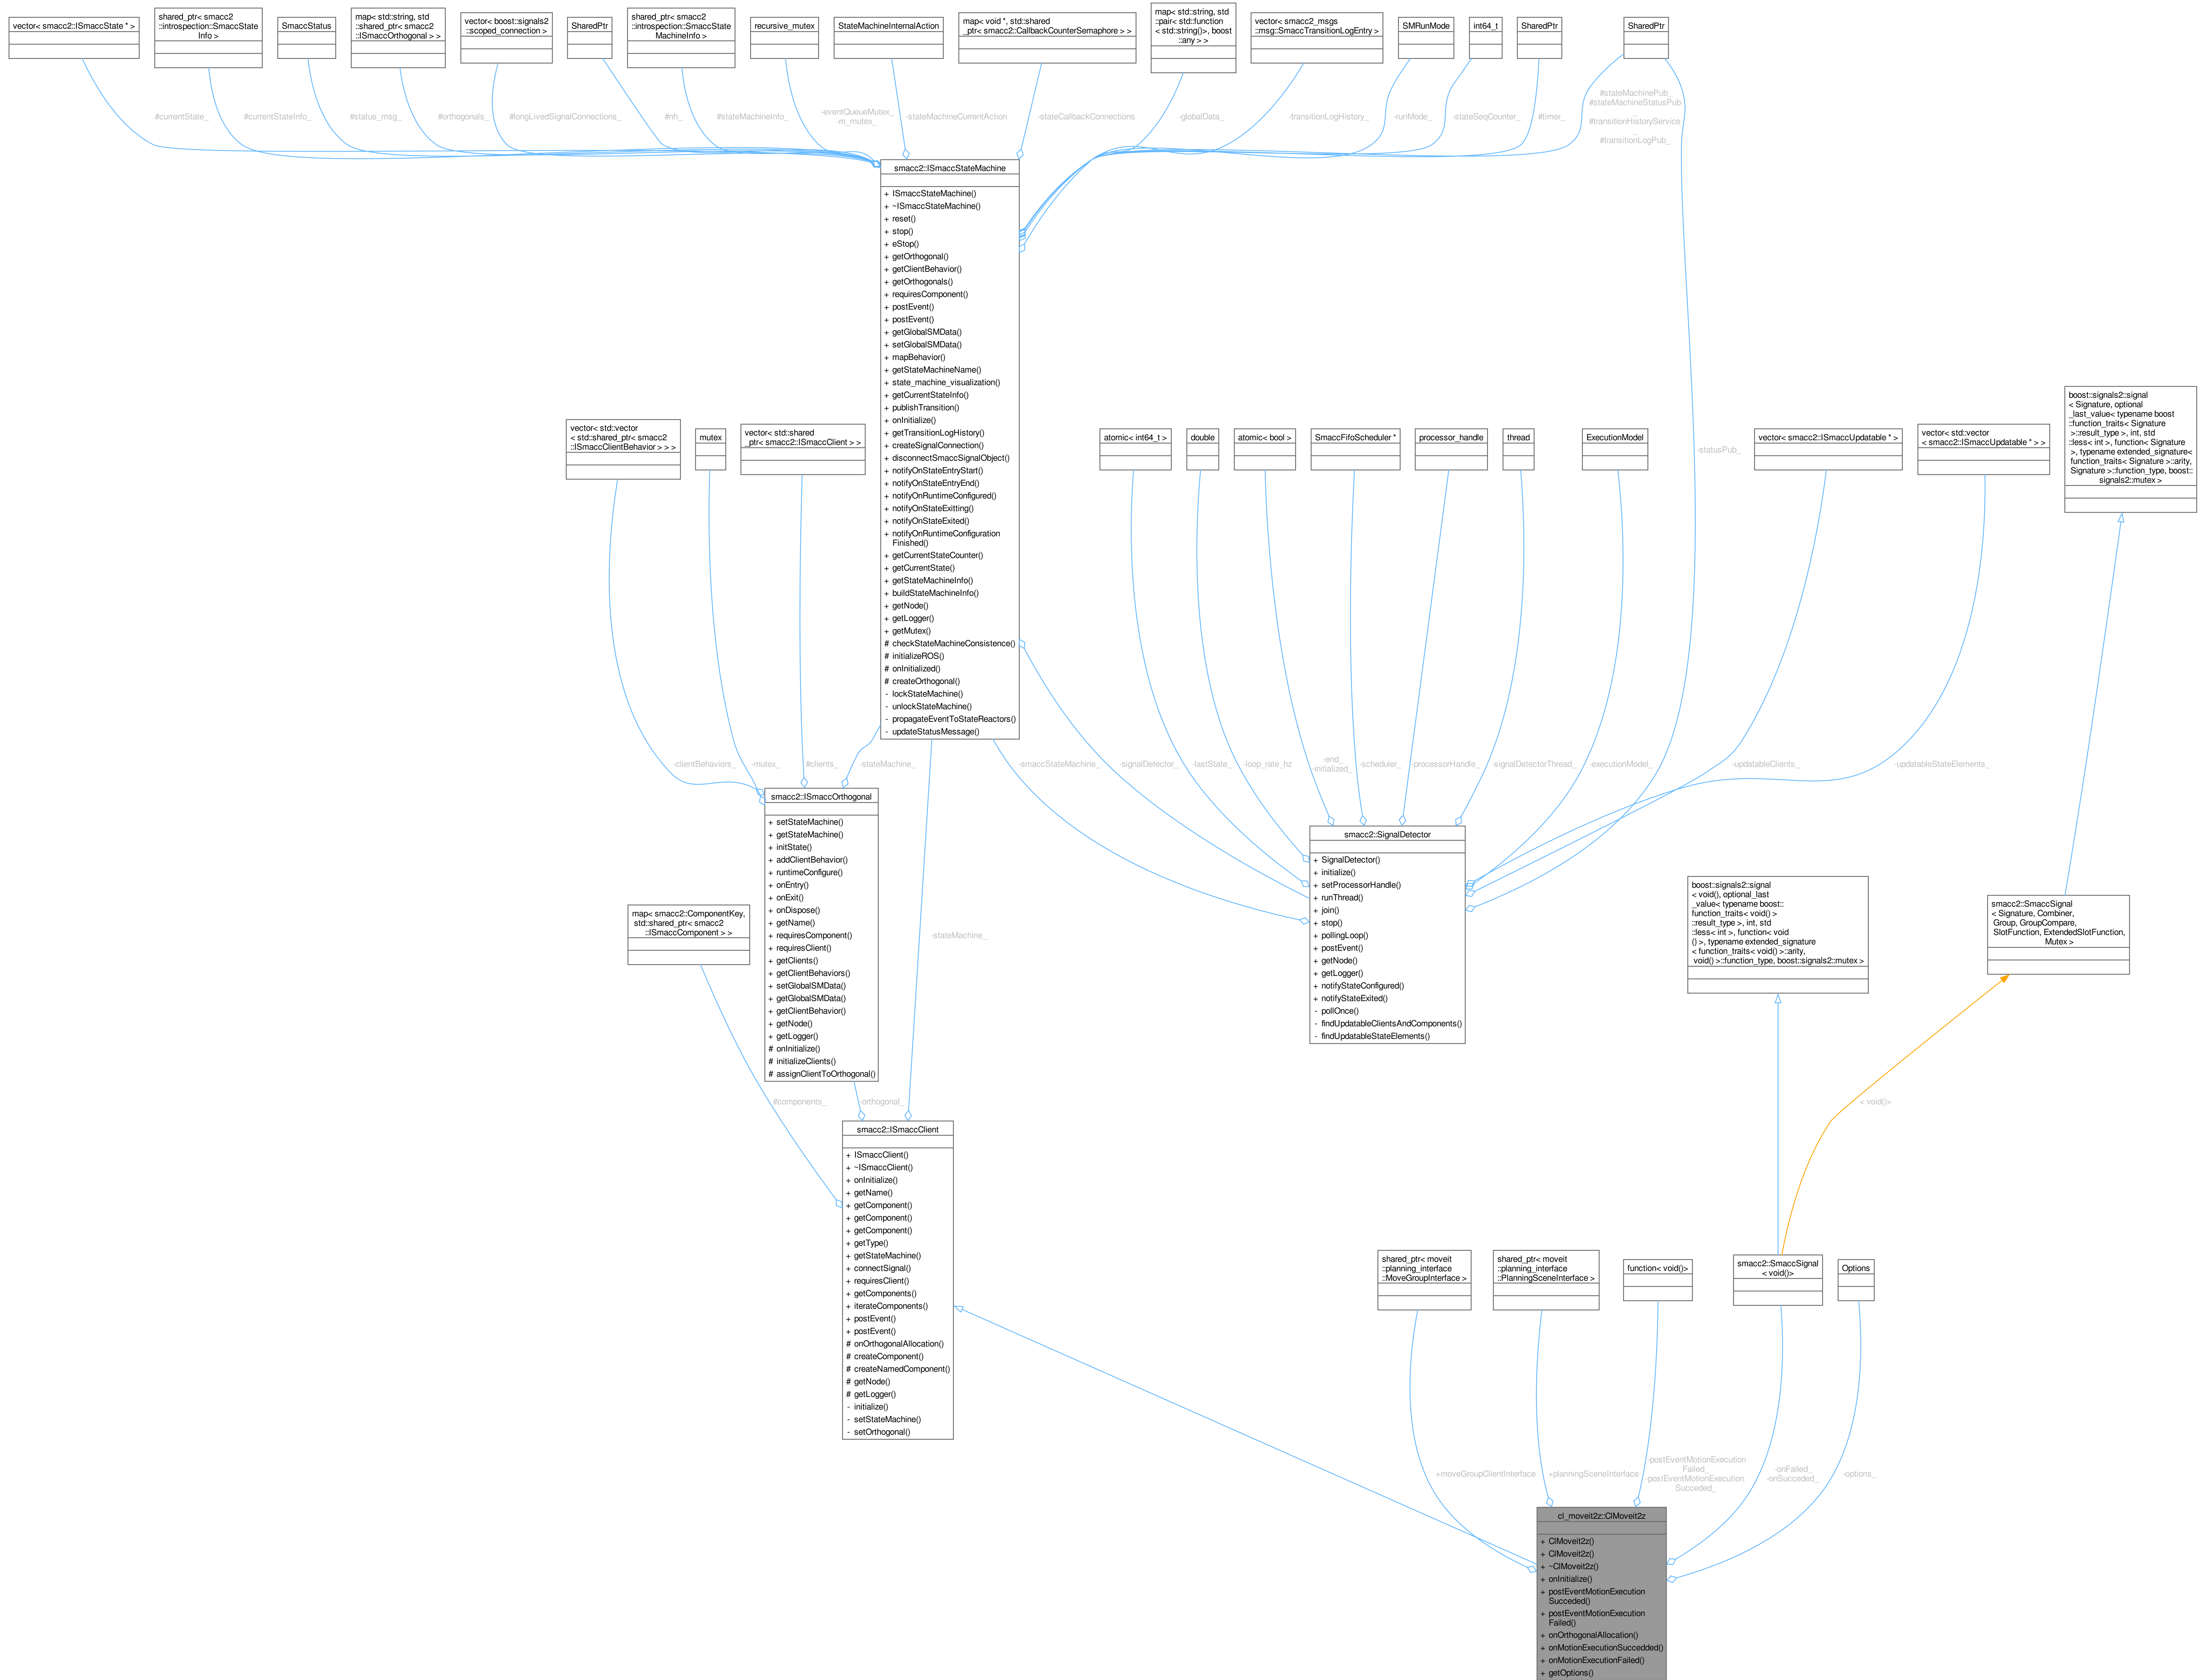 vector< smacc2::ISmaccState * >
shared_ptr< smacc2
::introspection::SmaccState
Info >
SmaccStatus
map< std::string, std
::shared_ptr< smacc2
::ISmaccOrthogonal > >
vector< boost::signals2
::scoped_connection >
SharedPtr
shared_ptr< smacc2
::introspection::SmaccState
MachineInfo >
recursive_mutex
StateMachineInternalAction
map< void *, std::shared
_ptr< smacc2::CallbackCounterSemaphore > >
map< std::string, std
::pair< std::function
< std::string()>, boost
::any > >
vector< smacc2_msgs
::msg::SmaccTransitionLogEntry >
SMRunMode
int64_t
SharedPtr
SharedPtr
#currentState_
#currentStateInfo_
#status_msg_
#orthogonals_
#longLivedSignalConnections_
#nh_
#stateMachineInfo_
-eventQueueMutex_
-m_mutex_
-stateMachineCurrentAction
-stateCallbackConnections
-globalData_
-transitionLogHistory_
-runMode_
-stateSeqCounter_
#timer_
#stateMachinePub_
#stateMachineStatusPub
_
#transitionHistoryService
_
#transitionLogPub_
smacc2::ISmaccStateMachine
+ ISmaccStateMachine()
+ ~ISmaccStateMachine()
+ reset()
+ stop()
+ eStop()
+ getOrthogonal()
+ getClientBehavior()
+ getOrthogonals()
+ requiresComponent()
+ postEvent()
+ postEvent()
+ getGlobalSMData()
+ setGlobalSMData()
+ mapBehavior()
+ getStateMachineName()
+ state_machine_visualization()
+ getCurrentStateInfo()
+ publishTransition()
+ onInitialize()
+ getTransitionLogHistory()
+ createSignalConnection()
+ disconnectSmaccSignalObject()
+ notifyOnStateEntryStart()
+ notifyOnStateEntryEnd()
+ notifyOnRuntimeConfigured()
+ notifyOnStateExitting()
+ notifyOnStateExited()
+ notifyOnRuntimeConfiguration
Finished()
+ getCurrentStateCounter()
+ getCurrentState()
+ getStateMachineInfo()
+ buildStateMachineInfo()
+ getNode()
+ getLogger()
+ getMutex()
# checkStateMachineConsistence()
# initializeROS()
# onInitialized()
# createOrthogonal()
- lockStateMachine()
- unlockStateMachine()
- propagateEventToStateReactors()
- updateStatusMessage()
vector< std::vector
< std::shared_ptr< smacc2
::ISmaccClientBehavior > > >
mutex
vector< std::shared
_ptr< smacc2::ISmaccClient > >
atomic< int64_t >
double
atomic< bool >
SmaccFifoScheduler *
processor_handle
thread
ExecutionModel
-statusPub_
vector< smacc2::ISmaccUpdatable * >
vector< std::vector
< smacc2::ISmaccUpdatable * > >
boost::signals2::signal
< Signature, optional
_last_value< typename boost
::function_traits< Signature
>::result_type >, int, std
::less< int >, function< Signature
>, typename extended_signature<
function_traits< Signature >::arity,
Signature >::function_type, boost::
signals2::mutex >
-clientBehaviors_
-mutex_
#clients_
-stateMachine_
-smaccStateMachine_
-signalDetector_
-lastState_
-loop_rate_hz
-end_
-initialized_
-scheduler_
-processorHandle_
-signalDetectorThread_
-executionModel_
-updatableClients_
-updatableStateElements_
smacc2::ISmaccOrthogonal
+ setStateMachine()
+ getStateMachine()
+ initState()
+ addClientBehavior()
+ runtimeConfigure()
+ onEntry()
+ onExit()
+ onDispose()
+ getName()
+ requiresComponent()
+ requiresClient()
+ getClients()
+ getClientBehaviors()
+ setGlobalSMData()
+ getGlobalSMData()
+ getClientBehavior()
+ getNode()
+ getLogger()
# onInitialize()
# initializeClients()
# assignClientToOrthogonal()
smacc2::SignalDetector
+ SignalDetector()
+ initialize()
+ setProcessorHandle()
+ runThread()
+ join()
+ stop()
+ pollingLoop()
+ postEvent()
+ getNode()
+ getLogger()
+ notifyStateConfigured()
+ notifyStateExited()
- pollOnce()
- findUpdatableClientsAndComponents()
- findUpdatableStateElements()
map< smacc2::ComponentKey,
std::shared_ptr< smacc2
::ISmaccComponent > >
-stateMachine_
boost::signals2::signal
< void(), optional_last
_value< typename boost::
function_traits< void() >
::result_type >, int, std
::less< int >, function< void
() >, typename extended_signature
< function_traits< void() >::arity,
void() >::function_type, boost::signals2::mutex >
smacc2::SmaccSignal
< Signature, Combiner,
Group, GroupCompare,
SlotFunction, ExtendedSlotFunction,
Mutex >
#components_
-orthogonal_
< void()>
smacc2::ISmaccClient
+ ISmaccClient()
+ ~ISmaccClient()
+ onInitialize()
+ getName()
+ getComponent()
+ getComponent()
+ getComponent()
+ getType()
+ getStateMachine()
+ connectSignal()
+ requiresClient()
+ getComponents()
+ iterateComponents()
+ postEvent()
+ postEvent()
# onOrthogonalAllocation()
# createComponent()
# createNamedComponent()
# getNode()
# getLogger()
- initialize()
- setStateMachine()
- setOrthogonal()
shared_ptr< moveit
::planning_interface
::MoveGroupInterface >
shared_ptr< moveit
::planning_interface
::PlanningSceneInterface >
function< void()>
smacc2::SmaccSignal
< void()>
Options
+moveGroupClientInterface
+planningSceneInterface
-postEventMotionExecution
Failed_
-postEventMotionExecution
Succeded_
-onFailed_
-onSucceded_
-options_
cl_moveit2z::ClMoveit2z
+ ClMoveit2z()
+ ClMoveit2z()
+ ~ClMoveit2z()
+ onInitialize()
+ postEventMotionExecution
Succeded()
+ postEventMotionExecution
Failed()
+ onOrthogonalAllocation()
+ onMotionExecutionSuccedded()
+ onMotionExecutionFailed()
+ getOptions()